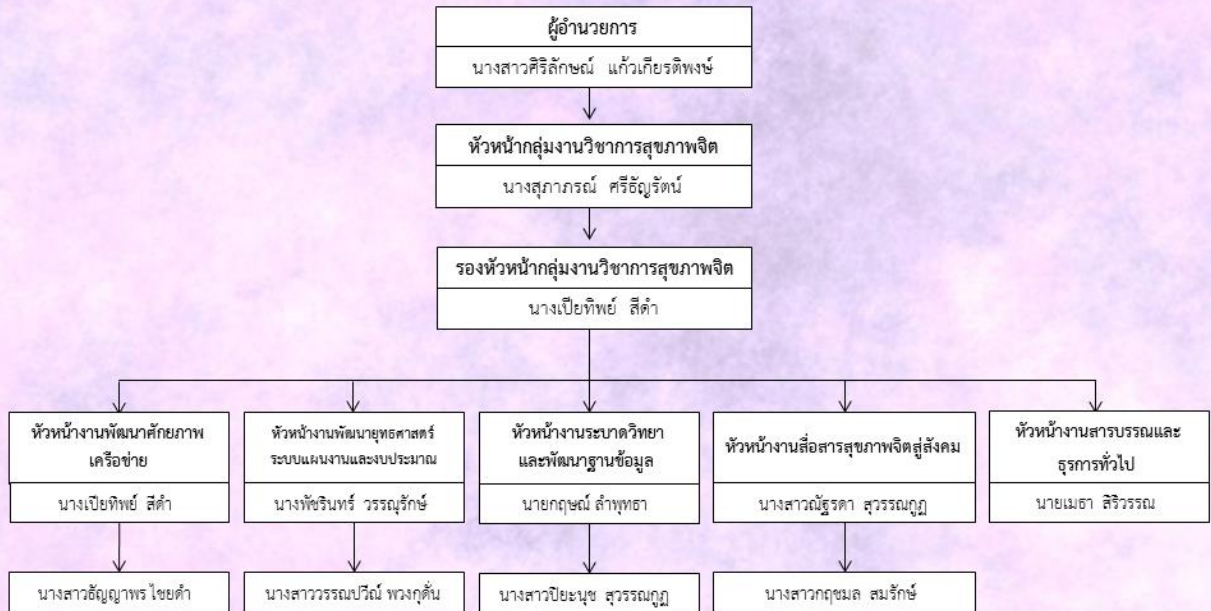 ผู้อำนวยการ
นางสาวศิริลักษณ์ แก้วเกียรติพงษ์
หัวหน้ากลุ่มงานวิชาการสุขภาพจิต
นางสุภาภรณ์ ศรีธัญรัตน์
รองหัวหน้ากลุ่มงานวิชาการสุขภาพจิต
นางเปียทิพย์ สีดำ
หัวหน้างานพัฒนาศักยภาพ
เครือข่าย
นางเปียทิพย์ สีดำ
นางสาวธัญญาพร ไชยดำ
หัวหน้างานพัฒนายุทธศาสตร์
ระบบแผนงานและงบประมาณ
นางพัชรินทร์ วรรณุรักษ์
นางสาววรรณปวีณ์ พวงกุดั่น
หัวหน้างานระบาดวิทยา
และพัฒนาฐานข้อมูล
นายกฤษณ์ ลำพุทธา
นางสาวปิยะนุช สุวรรณกูฏ
หัวหน้างานสื่อสารสุขภาพจิตสู่สังคม
นางสาวณัฐรดา สุวรรณกูฏ
นางสาวกฤชมล สมรักษ์
หัวหน้างานสารบรรณและ
ธุรการทั่วไป
นายเมธา สิริวรรณ